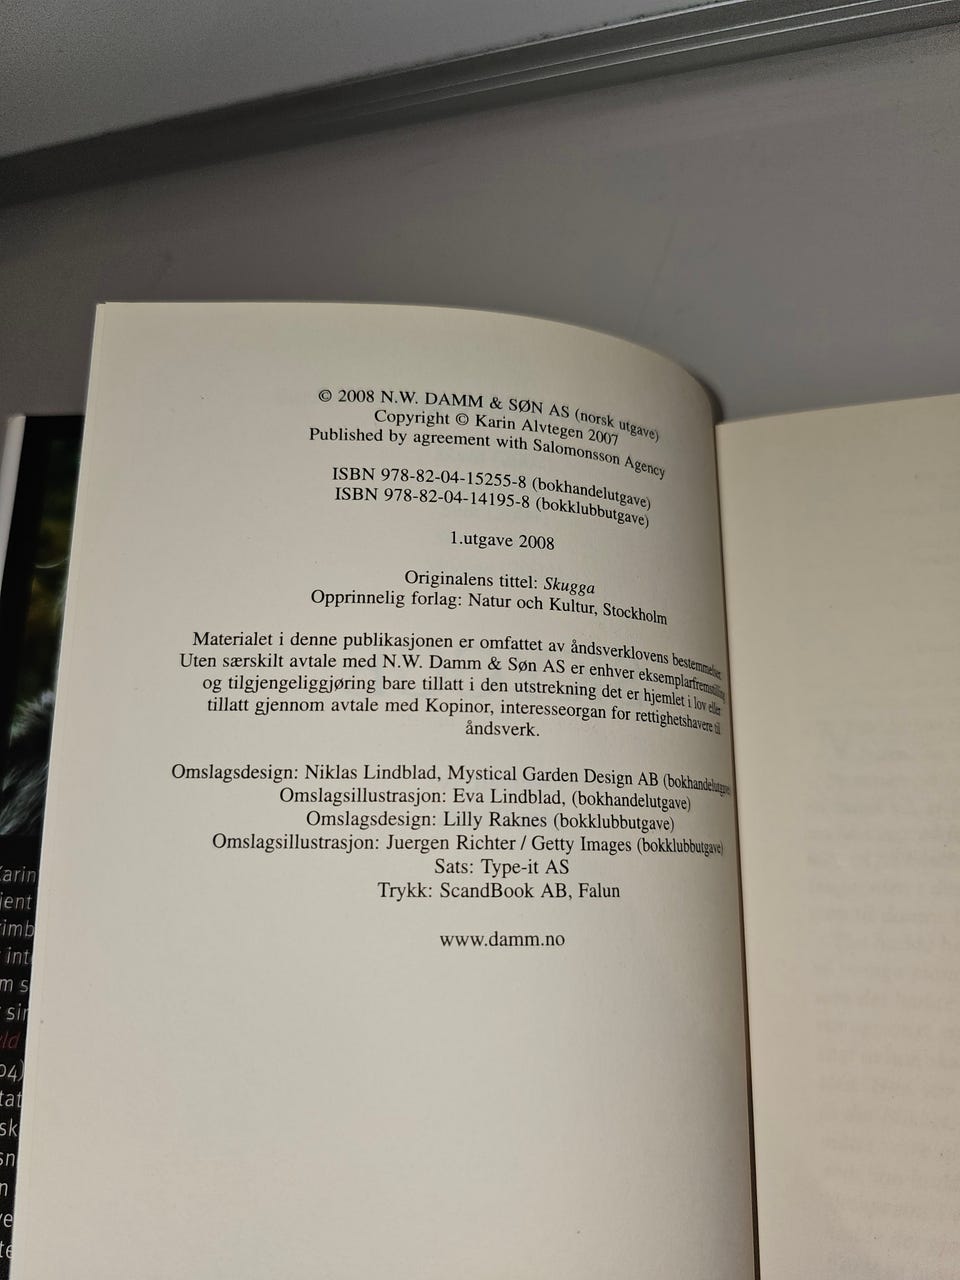 © 2008 N.W. DAMM & SØN AS (norsk utgave)
Copyright © Karin Alvtegen 2007
Published by agreement with Salomonsson Agency
ISBN 978-82-04-15255-8 (bokhandelutgave)
ISBN 978-82-04-14195-8 (bokklubbutgave)
1.utgave 2008
Originalens tittel: Skugga
Opprinnelig forlag: Natur och Kultur, Stockholm
Materialet i denne publikasjonen er omfattet av åndsverklovens bestemmelser.
Uten særskilt avtale med N.W. Damm & Søn AS er enhver eksemplarfremstilling
og tilgjengeliggjøring bare tillatt i den utstrekning det er hjemlet i lov eller
tillatt gjennom avtale med Kopinor, interesseorgan for rettighetshavere til
åndsverk.
Omslagsdesign: Niklas Lindblad, Mystical Garden Design AB (bokhandelutgave
Omslagsillustrasjon: Eva Lindblad, (bokhandelutgave)
Omslagsdesign: Lilly Raknes (bokklubbutgave)
Omslagsillustrasjon: Juergen Richter / Getty Images (bokklubbutgave)
Sats: Type-it AS
Trykk: ScandBook AB, Falun
www.damm.no
Karin